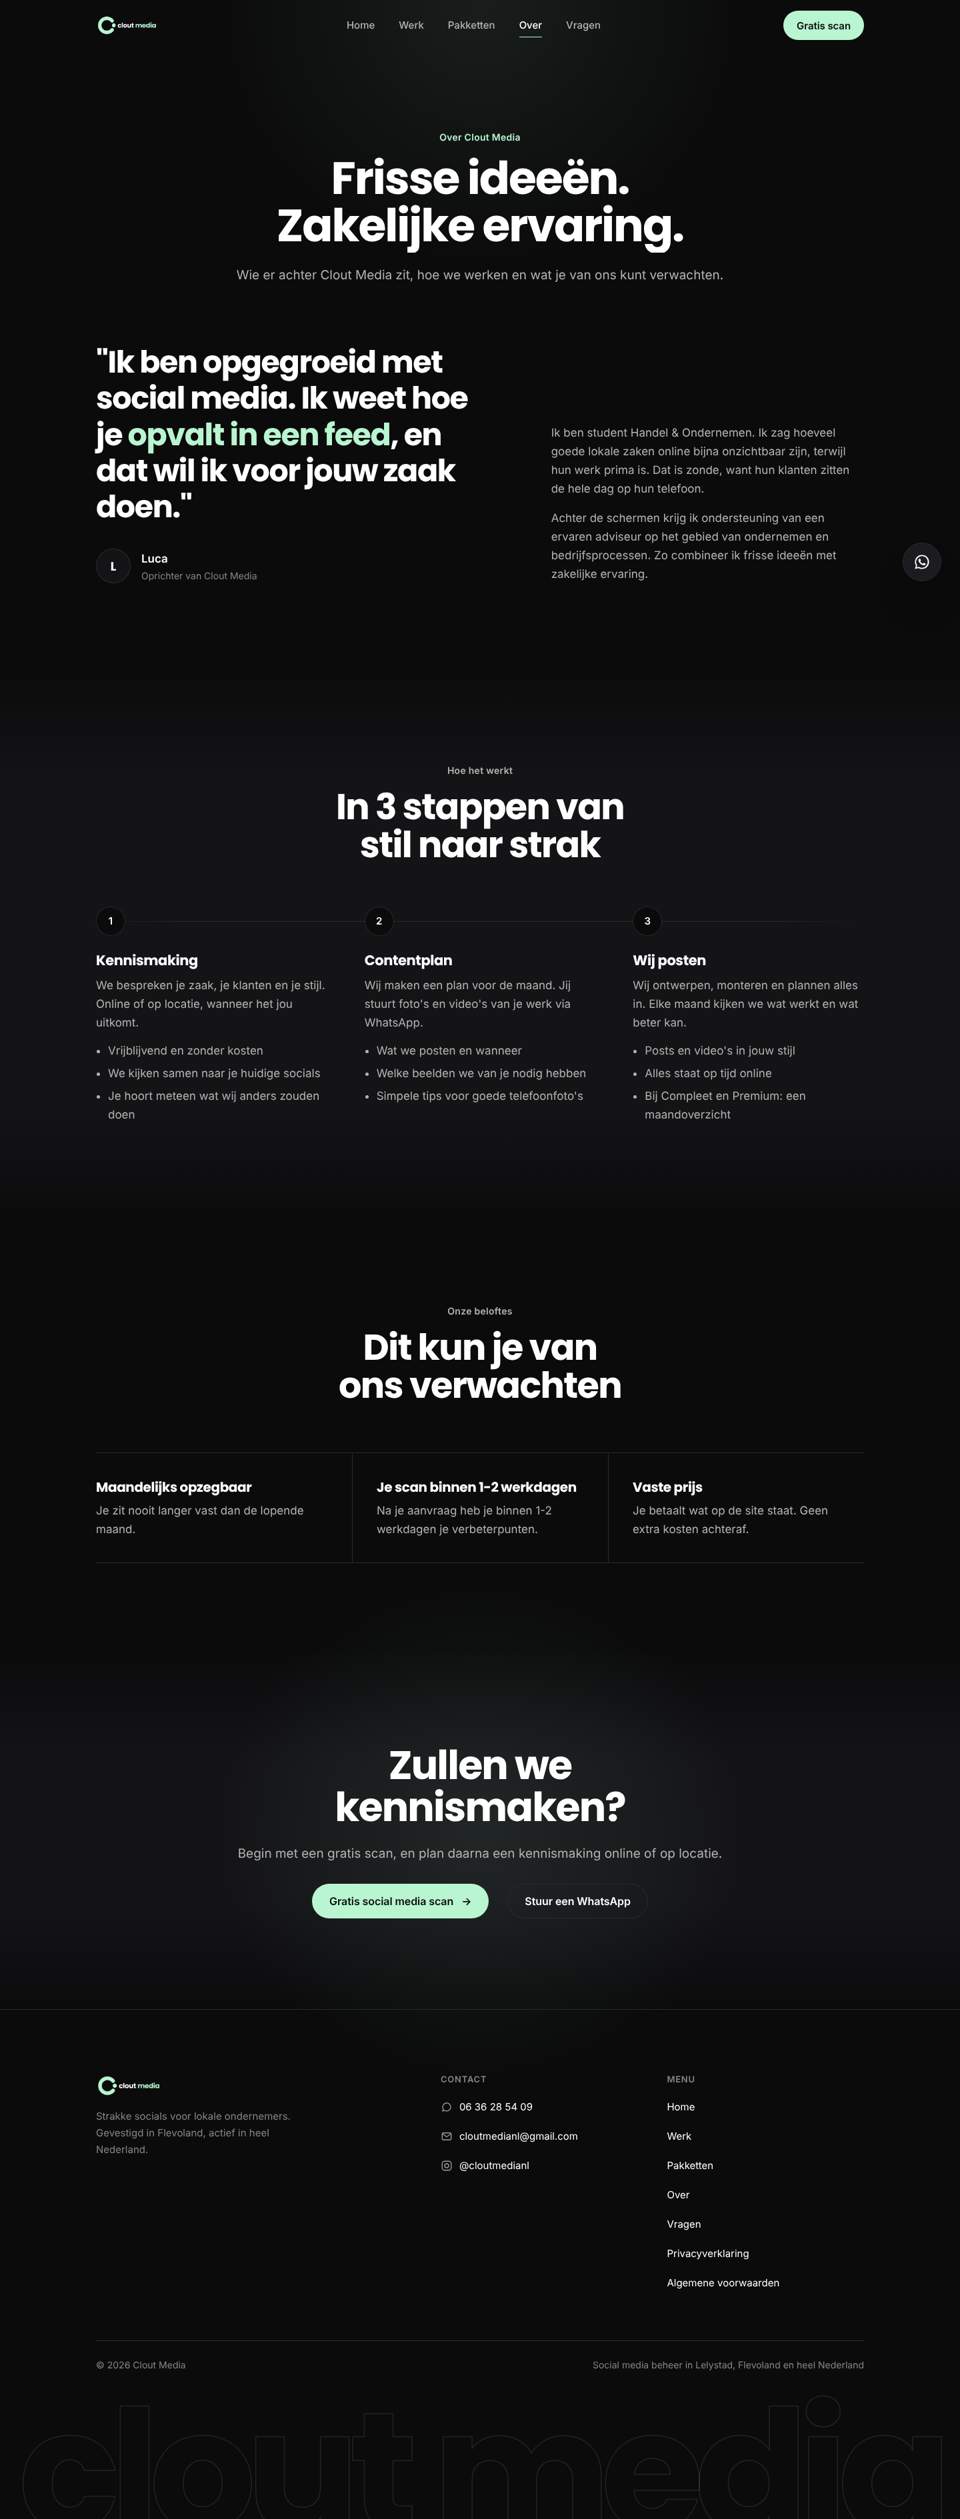 clout media
Home
Werk
Pakketten
Over
Vragen
Gratis scan
Over Clout Media
Frisse ideeën.
Zakelijke ervaring.
Wie er achter Clout Media zit, hoe we werken en wat je van ons kunt verwachten.
"Ik ben opgegroeid met
social media. Ik weet hoe
je opvalt in een feed, en
dat wil ik voor jouw zaak
doen."
L
Luca
Oprichter van Clout Media
Ik ben student Handel & Ondernemen. Ik zag hoeveel
goede lokale zaken online bijna onzichtbaar zijn, terwijl
hun werk prima is. Dat is zonde, want hun klanten zitten
de hele dag op hun telefoon.
Achter de schermen krijg ik ondersteuning van een
ervaren adviseur op het gebied van ondernemen en
bedrijfsprocessen. Zo combineer ik frisse ideeën met
zakelijke ervaring.
Hoe het werkt
In 3 stappen van
stil naar strak
1
Kennismaking
We bespreken je zaak, je klanten en je stijl.
Online of op locatie, wanneer het jou
uitkomt.
• Vrijblijvend en zonder kosten
• We kijken samen naar je huidige socials
• Je hoort meteen wat wij anders zouden
doen
2
Contentplan
Wij maken een plan voor de maand. Jij
stuurt foto's en video's van je werk via
WhatsApp.
• Wat we posten en wanneer
• Welke beelden we van je nodig hebben
• Simpele tips voor goede telefoonfoto's
3
Wij posten
Wij ontwerpen, monteren en plannen alles
in. Elke maand kijken we wat werkt en wat
beter kan.
• Posts en video's in jouw stijl
• Alles staat op tijd online
• Bij Compleet en Premium: een
maandoverzicht
Onze beloftes
Dit kun je van
ons verwachten
Maandelijks opzegbaar
Je zit nooit langer vast dan de lopende
maand.
Je scan binnen 1-2 werkdagen
Na je aanvraag heb je binnen 1-2
werkdagen je verbeterpunten.
Vaste prijs
Je betaalt wat op de site staat. Geen
extra kosten achteraf.
Zullen we
kennismaken?
Begin met een gratis scan, en plan daarna een kennismaking online of op locatie.
Gratis social media scan →
Stuur een WhatsApp
clout media
Strakke socials voor lokale ondernemers.
Gevestigd in Flevoland, actief in heel
Nederland.
CONTACT
06 36 28 54 09
cloutmedianl@gmail.com
@cloutmedianl
MENU
Home
Werk
Pakketten
Over
Vragen
Privacyverklaring
Algemene voorwaarden
© 2026 Clout Media
Social media beheer in Lelystad, Flevoland en heel Nederland
clout media